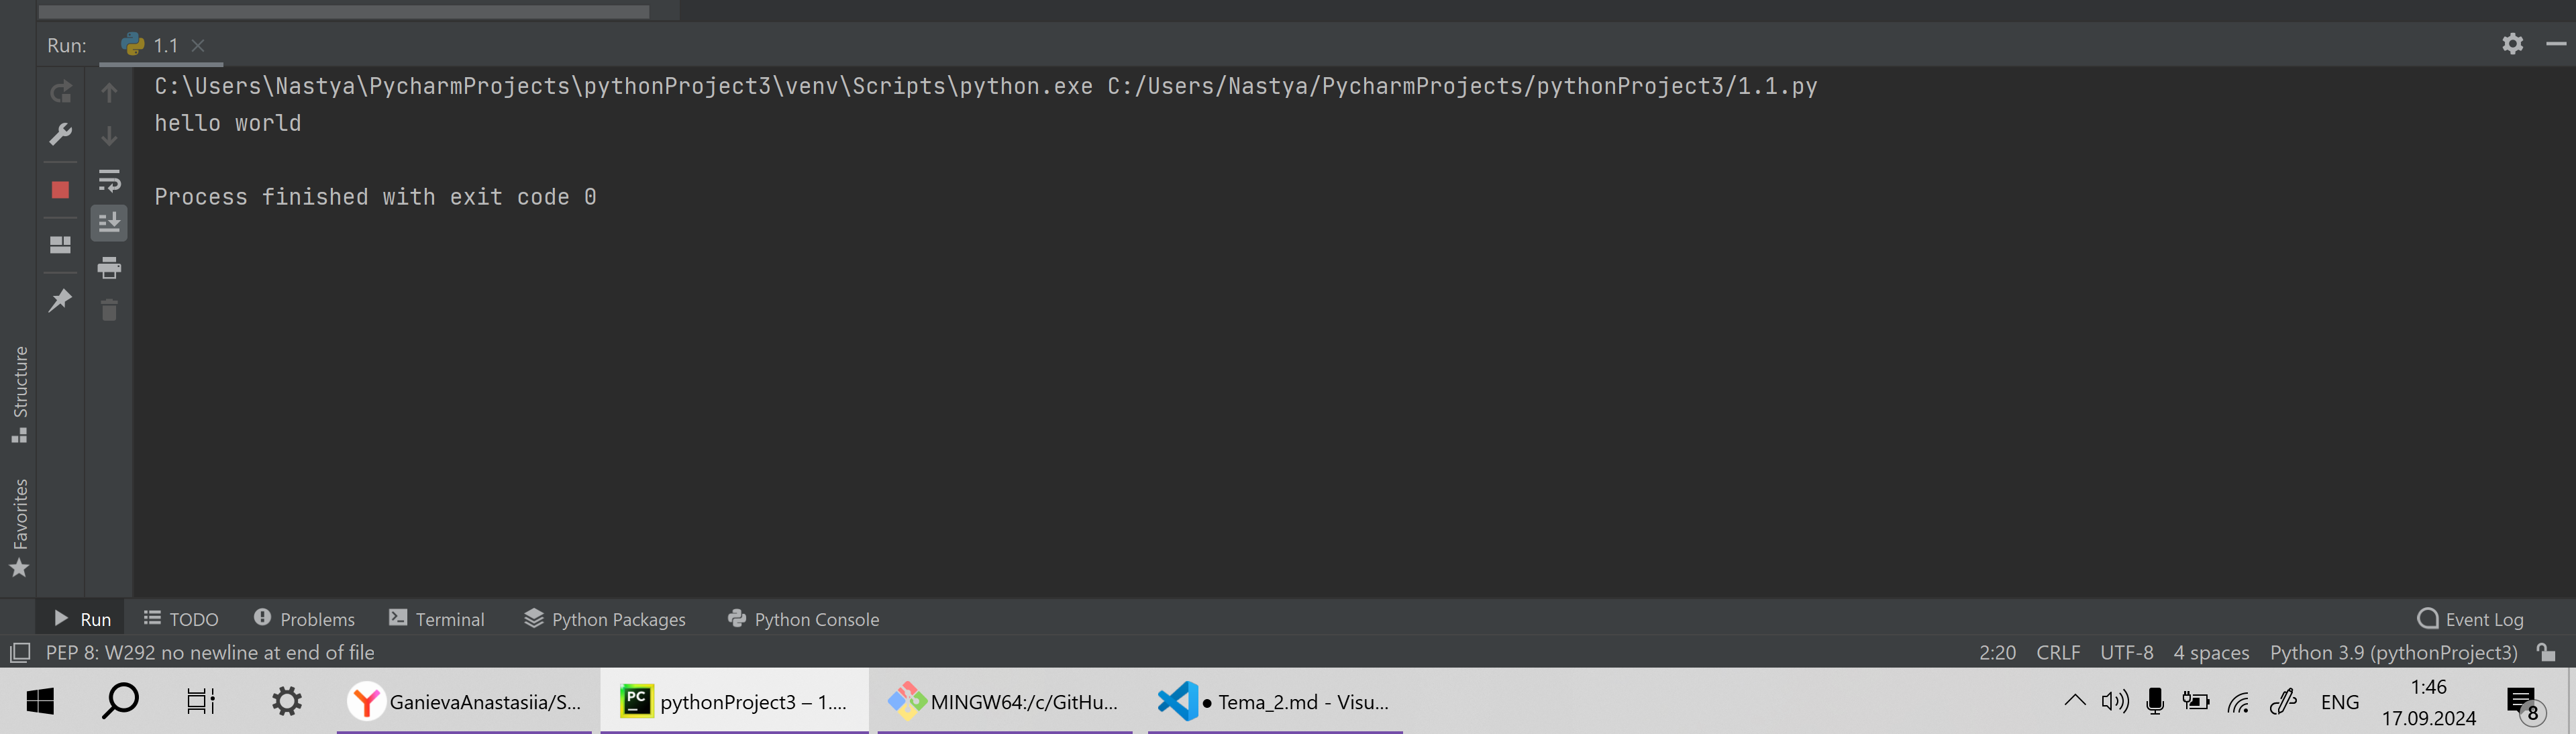 Run: 1.1
C:\Users\Nastya\PycharmProjects\pythonProject3\venv\Scripts\python.exe C:/Users/Nastya/PycharmProjects/pythonProject3/1.1.py
hello world
Process finished with exit code 0
Structure
Favorites
Run TODO Problems Terminal Python Packages Python Console Event Log
PEP 8: W292 no newline at end of file 2:20 CRLF UTF-8 4 spaces Python 3.9 (pythonProject3)
GanievaAnastasiia/S... PC pythonProject3 – 1.... MINGW64:/c/GitHu... ● Tema_2.md - Visu... ENG 1:46
17.09.2024 8